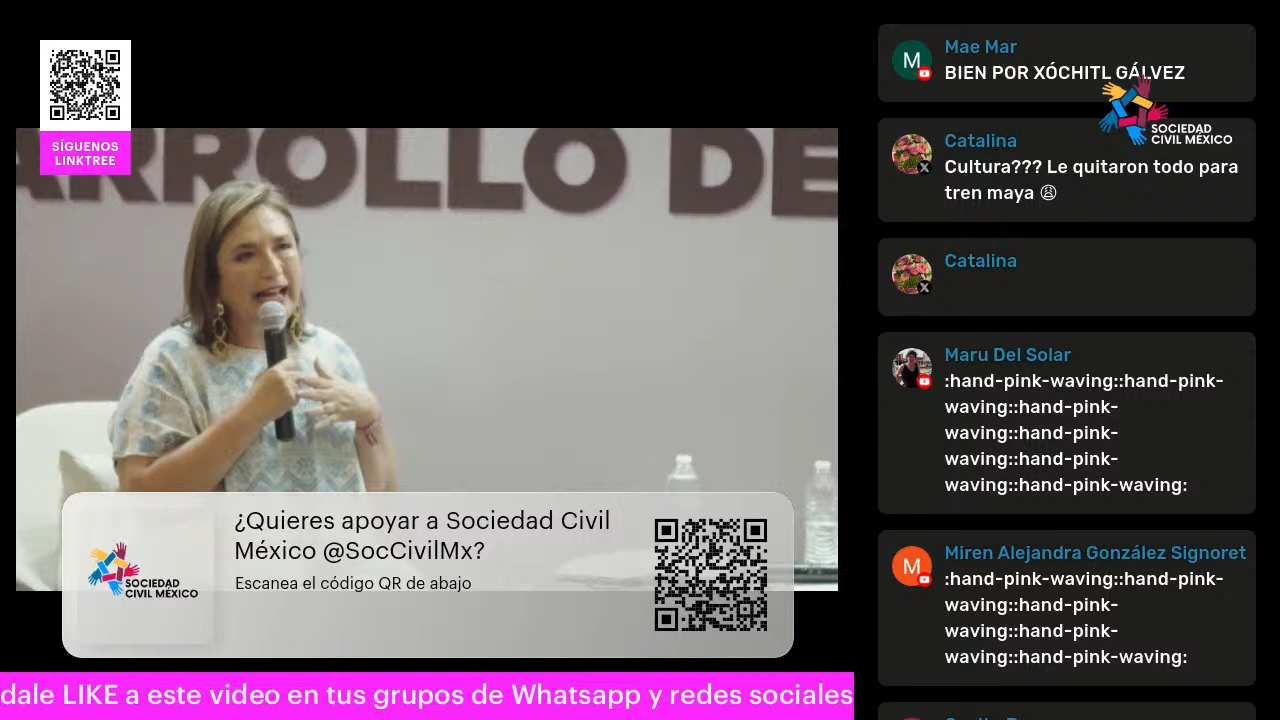 SÍGUENOS
LINKTREE
ARROLLO DE
¿Quieres apoyar a Sociedad Civil
México @SocCivilMx?
Escanea el código QR de abajo
SOCIEDAD
CIVIL MÉXICO
dale LIKE a este video en tus grupos de Whatsapp y redes sociales
M
Mae Mar
BIEN POR XÓCHITL GÁLVEZ
SOCIEDAD
CIVIL MÉXICO
Catalina
Cultura??? Le quitaron todo para
tren maya 😩
Catalina
Maru Del Solar
:hand-pink-waving::hand-pink-
waving::hand-pink-
waving::hand-pink-
waving::hand-pink-
waving::hand-pink-waving:
M
Miren Alejandra González Signoret
:hand-pink-waving::hand-pink-
waving::hand-pink-
waving::hand-pink-
waving::hand-pink-waving: